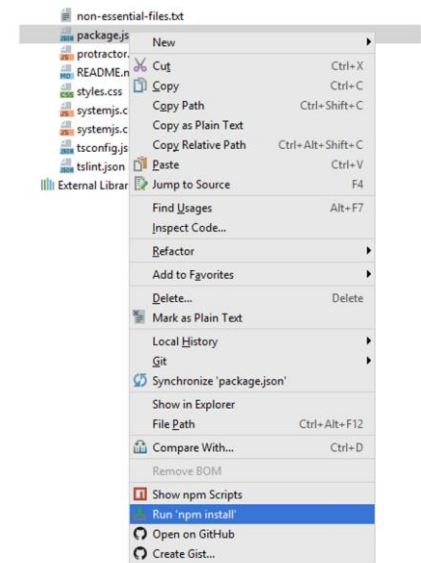 non-essential-files.txt
package.js
protractor.
README.n
styles.css
systemjs.c
systemjs.c
tsconfig.js
tslint.json
External Librar
New
Cut Ctrl+X
Copy Ctrl+C
Copy Path Ctrl+Shift+C
Copy as Plain Text
Copy Relative Path Ctrl+Alt+Shift+C
Paste Ctrl+V
Jump to Source F4
Find Usages Alt+F7
Inspect Code...
Refactor
Add to Favorites
Delete... Delete
Mark as Plain Text
Local History
Git
Synchronize 'package.json'
Show in Explorer
File Path Ctrl+Alt+F12
Compare With... Ctrl+D
Remove BOM
Show npm Scripts
Run 'npm install'
Open on GitHub
Create Gist...